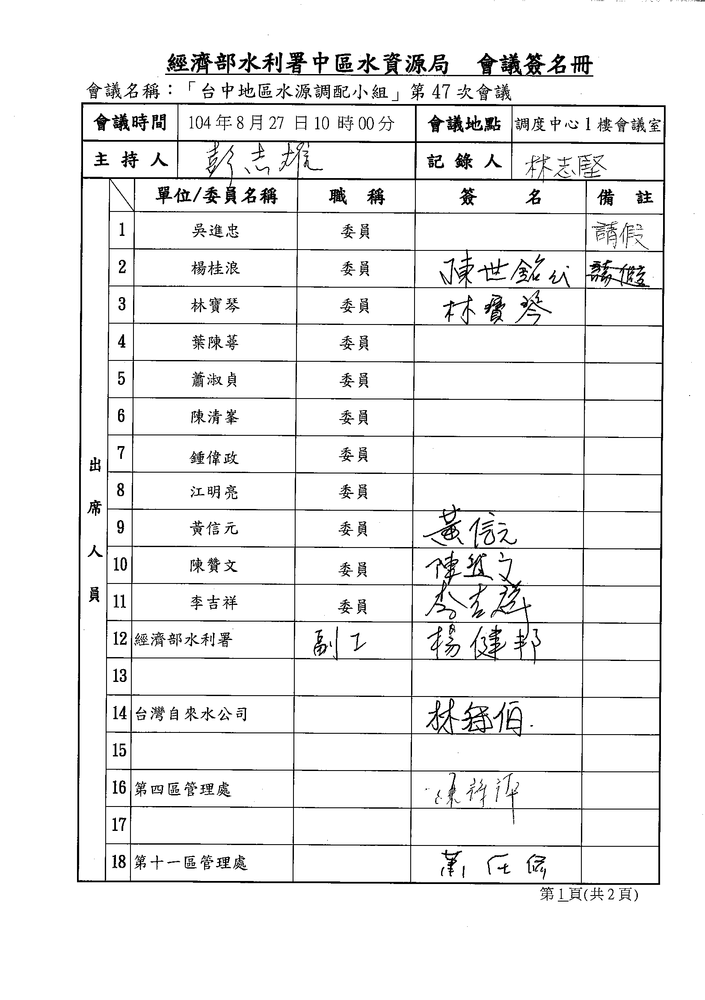 經濟部水利署中區水資源局　會議簽名冊
會議名稱：「台中地區水源調配小組」第 47 次會議
會議時間 104年8月27 日10 時00分 會議地點 調度中心1樓會議室
主 持 人 彭志雄 記 錄 人 林志堅
出席人員
單位/委員名稱 職 稱 簽 名 備 註
1 吳進忠 委員 請假
2 楊桂浪 委員 陳世銘代 請假
3 林寶琴 委員 林寶琴
4 葉陳萼 委員
5 蕭淑貞 委員
6 陳清峯 委員
7 鍾偉政 委員
8 江明亮 委員
9 黃信元 委員 黃信元
10 陳贊文 委員 陳贊文
11 李吉祥 委員 李吉祥
12 經濟部水利署 副工 楊健邦
13
14 台灣自來水公司
15
16 第四區管理處
17
18 第十一區管理處
第1頁(共2頁)